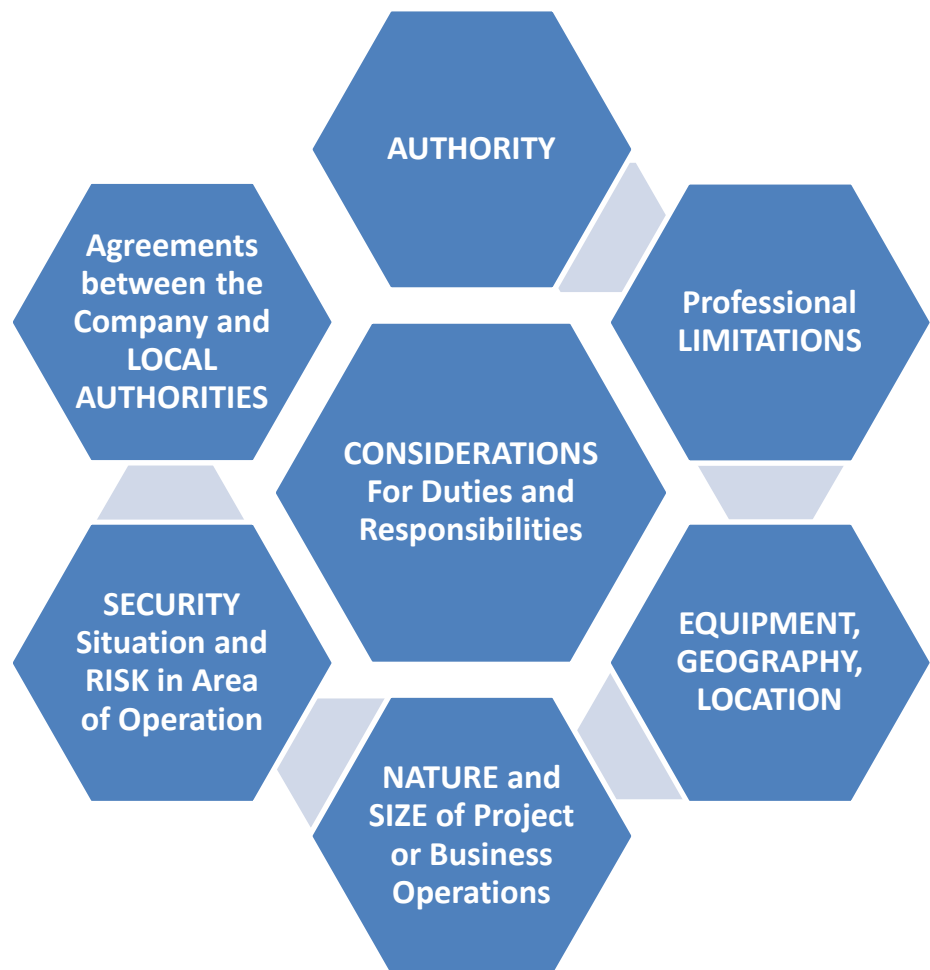 AUTHORITY
Agreements
between the
Company and
LOCAL
AUTHORITIES
Professional
LIMITATIONS
CONSIDERATIONS
For Duties and
Responsibilities
SECURITY
Situation and
RISK in Area
of Operation
EQUIPMENT,
GEOGRAPHY,
LOCATION
NATURE and
SIZE of Project
or Business
Operations